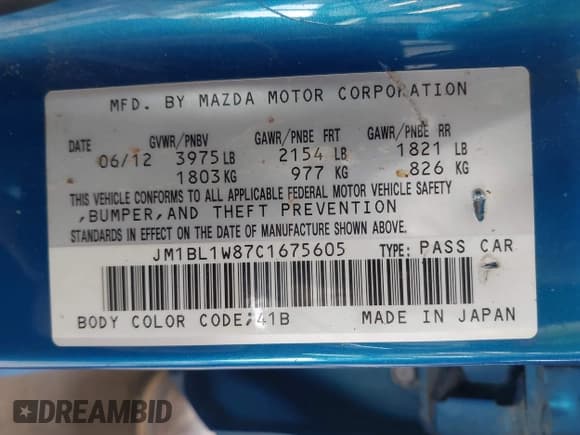 MFD. BY MAZDA MOTOR CORPORATION
DATE GVWR/PNBV GAWR/PNBE FRT GAWR/PNBE RR
06/12 3975 LB 2154 LB 1821 LB
1803 KG 977 KG 826 KG
THIS VEHICLE CONFORMS TO ALL APPLICABLE FEDERAL MOTOR VEHICLE SAFETY
,BUMPER,AND THEFT PREVENTION
STANDARDS IN EFFECT ON THE DATE OF MANUFACTURE SHOWN ABOVE.
JM1BL1W87C1675605 TYPE: PASS CAR
BODY COLOR CODE: 41B MADE IN JAPAN
DREAMBID